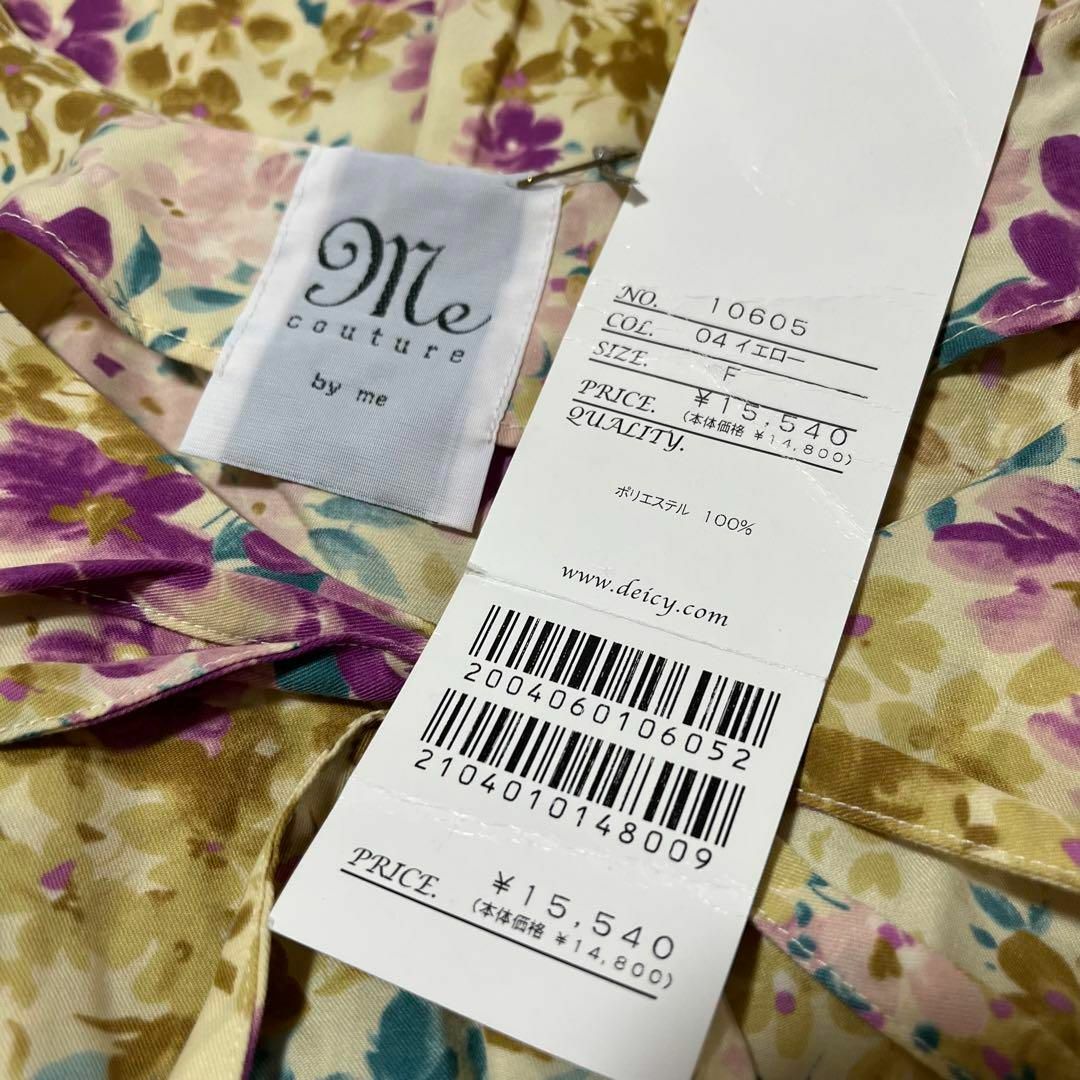 Me
couture
by me
NO. 10605
COL. 04 イエロー
SIZE. F
PRICE. ¥15,540
(本体価格 ¥14,800)
QUALITY.
ポリエステル 100%
www.deicy.com
2004060106052
2104010148009
PRICE. ¥15,540
(本体価格 ¥14,800)